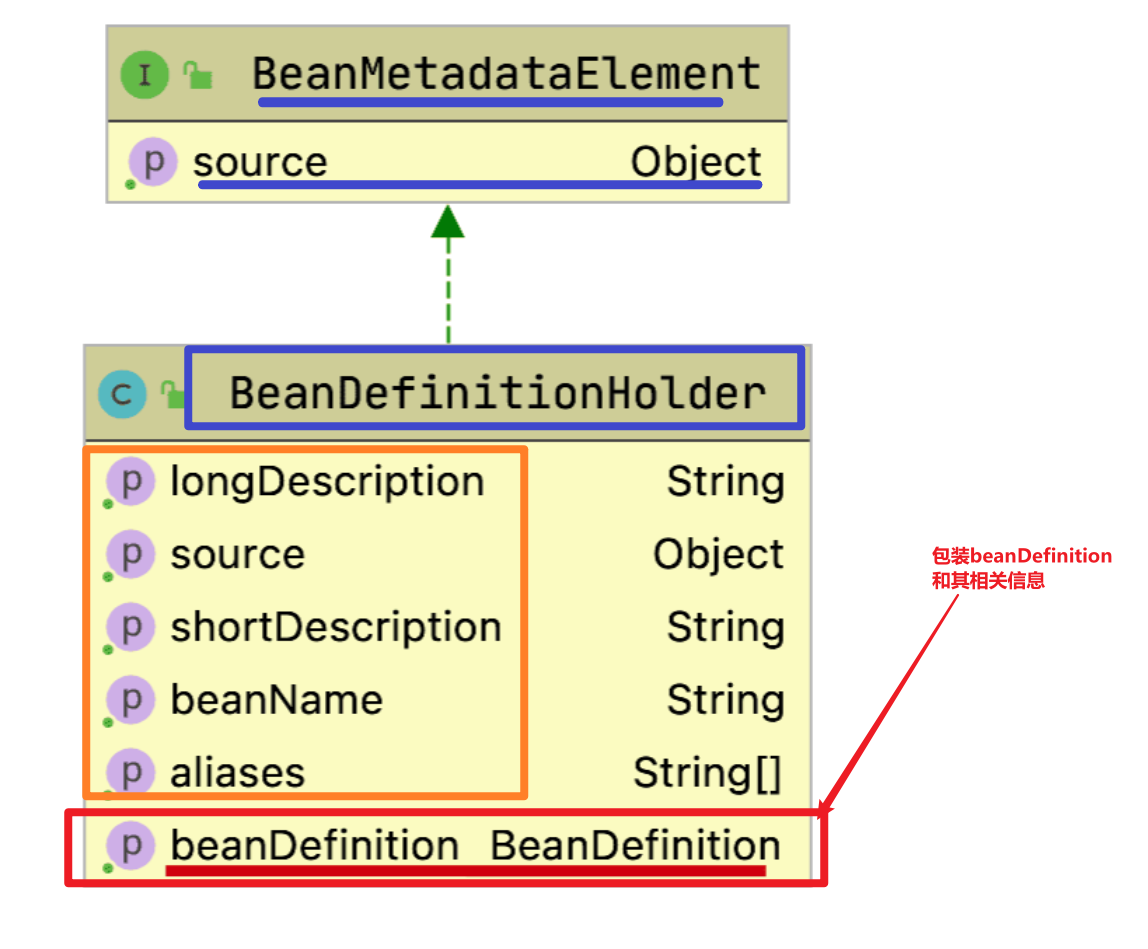 I BeanMetadataElement
p source Object
C BeanDefinitionHolder
p longDescription String
p source Object
p shortDescription String
p beanName String
p aliases String[]
p beanDefinition BeanDefinition
包装beanDefinition
和其相关信息